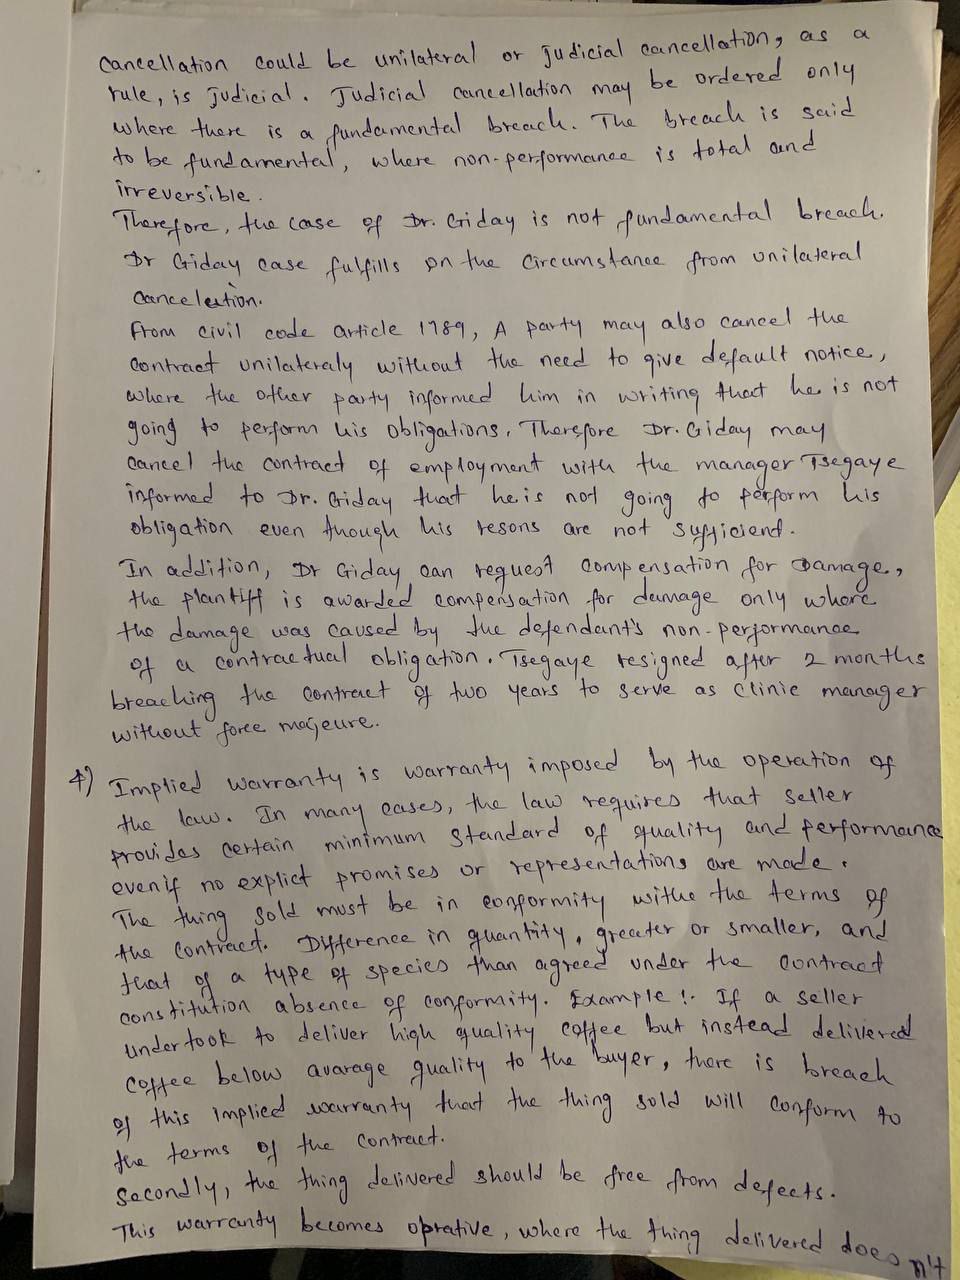 Cancellation could be unilateral or judicial cancellation, as a
rule, is judicial. Judicial cancellation may be ordered only
where there is a fundamental breach. The breach is said
to be fundamental, where non-performance is total and
irreversible.
Therefore, the case of Dr. Giday is not fundamental breach.
Dr Giday case fulfills on the circumstance from unilateral
cancelation.
From civil code article 1789, A party may also cancel the
contract unilateraly without the need to give default notice,
where the other party informed him in writing that he is not
going to perform his obligations. Therefore Dr. Giday may
cancel the contract of employment with the manager Tsegaye
informed to Dr. Giday that he is not going to perform his
obligation even though his resons are not sufficient.
In addition, Dr Giday can request compensation for Damage,
the plantiff is awarded compensation for damage only where
the damage was caused by the defendant's non-performance
of a contractual obligation. Tsegaye resigned after 2 months
breaching the contract of two years to serve as clinic manager
without force majeure.
4) Implied warranty is warranty imposed by the operation of
the law. In many cases, the law requires that seller
provides certain minimum standard of quality and performance
even if no explict promises or representations are made.
The thing sold must be in conformity withe the terms of
the contract. Difference in quantity, greater or smaller, and
that of a type of species than agreed under the contract
constitution absence of conformity. Example:- If a seller
undertook to deliver high quality coffee but instead delivered
coffee below avarage quality to the buyer, there is breach
of this implied warranty that the thing sold will conform to
the terms of the contract.
Secondly, the thing delivered should be free from defects.
This warranty becomes oprative, where the thing delivered doesn't